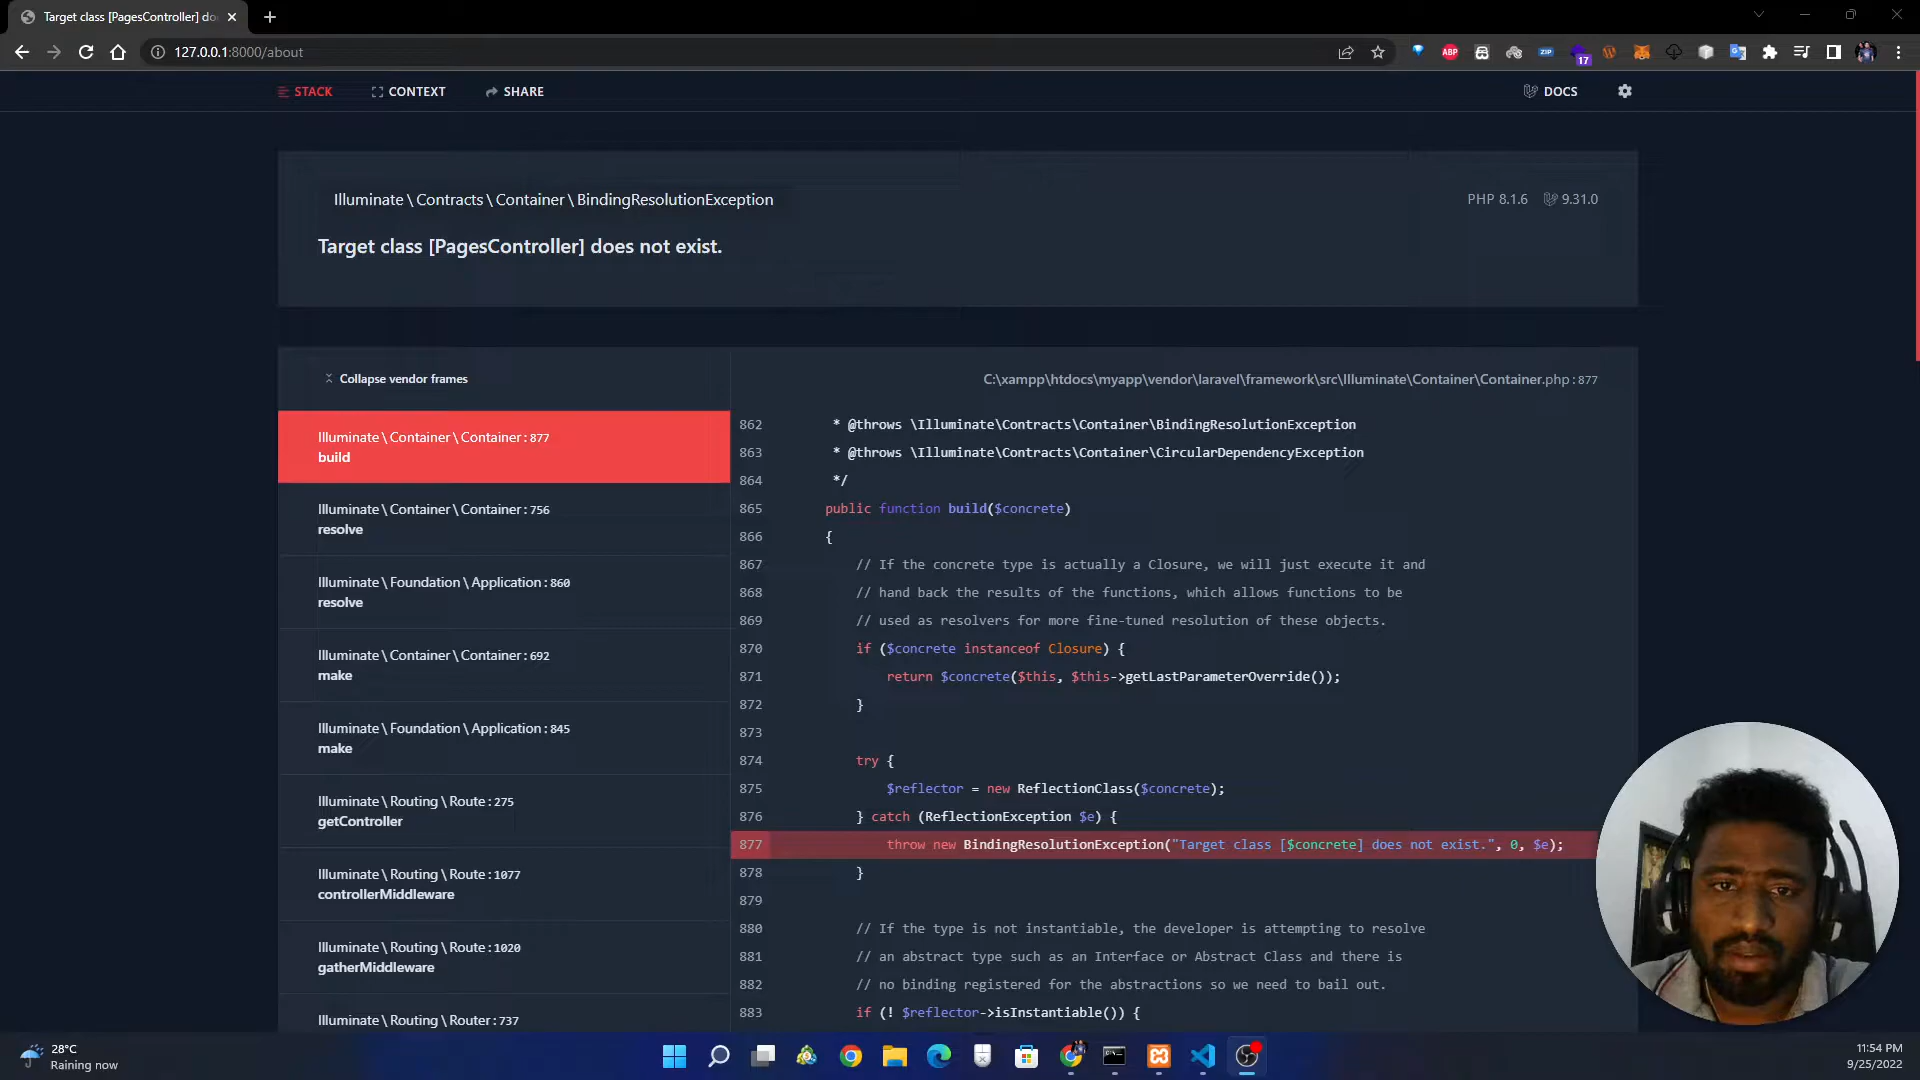 Target class [PagesController] do
127.0.0.1:8000/about
ABP
ZIP
17
STACK
CONTEXT
SHARE
DOCS
Illuminate\Contracts\Container\BindingResolutionException
PHP 8.1.6
9.31.0
Target class [PagesController] does not exist.
Collapse vendor frames
C:\xampp\htdocs\myapp\vendor\laravel\framework\src\Illuminate\Container\Container.php:877
Illuminate\Container\Container:877
build
Illuminate\Container\Container:756
resolve
Illuminate\Foundation\Application:860
resolve
Illuminate\Container\Container:692
make
Illuminate\Foundation\Application:845
make
Illuminate\Routing\Route:275
getController
Illuminate\Routing\Route:1077
controllerMiddleware
Illuminate\Routing\Route:1020
gatherMiddleware
Illuminate\Routing\Router:737
862 * @throws \Illuminate\Contracts\Container\BindingResolutionException
863 * @throws \Illuminate\Contracts\Container\CircularDependencyException
864 */
865 public function build($concrete)
866 {
867 // If the concrete type is actually a Closure, we will just execute it and
868 // hand back the results of the functions, which allows functions to be
869 // used as resolvers for more fine-tuned resolution of these objects.
870 if ($concrete instanceof Closure) {
871 return $concrete($this, $this->getLastParameterOverride());
872 }
873
874 try {
875 $reflector = new ReflectionClass($concrete);
876 } catch (ReflectionException $e) {
877 throw new BindingResolutionException("Target class [$concrete] does not exist.", 0, $e);
878 }
879
880 // If the type is not instantiable, the developer is attempting to resolve
881 // an abstract type such as an Interface or Abstract Class and there is
882 // no binding registered for the abstractions so we need to bail out.
883 if (! $reflector->isInstantiable()) {
28°C
Raining now
11:54 PM
9/25/2022